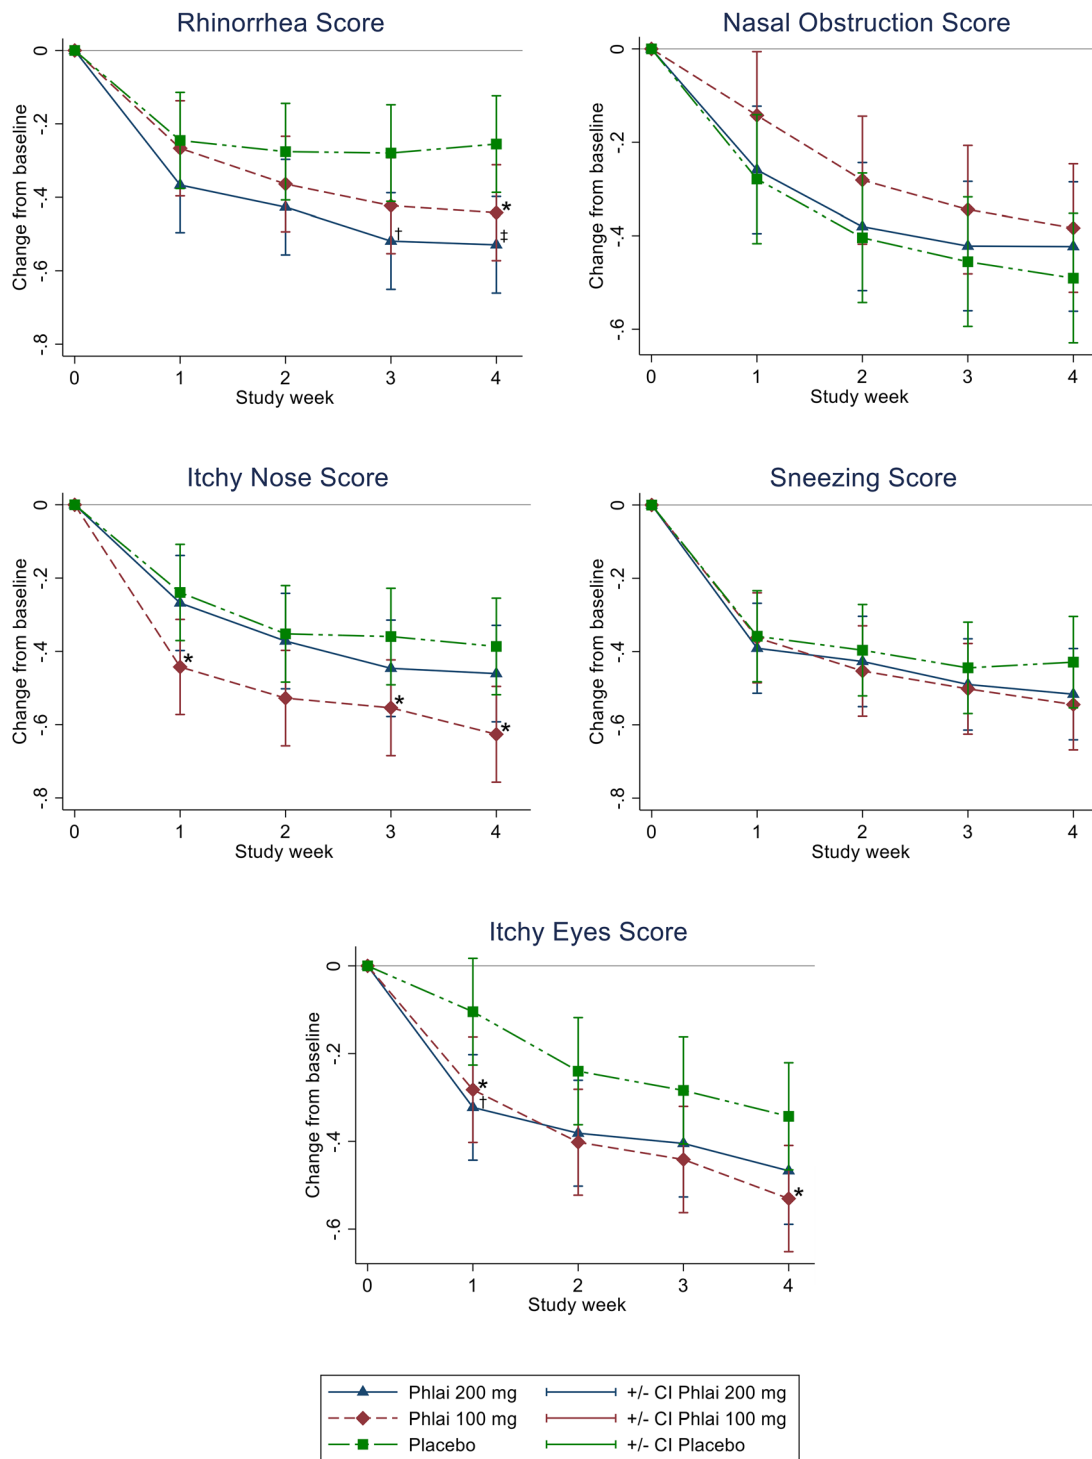 Rhinorrhea Score
Change from baseline
0
-.2
-.4
-.6
-.8
*
†
‡
0 1 2 3 4
Study week
Nasal Obstruction Score
Change from baseline
0
-.2
-.4
-.6
0 1 2 3 4
Study week
Itchy Nose Score
Change from baseline
0
-.2
-.4
-.6
-.8
*
*
*
0 1 2 3 4
Study week
Sneezing Score
Change from baseline
0
-.2
-.4
-.6
-.8
0 1 2 3 4
Study week
Itchy Eyes Score
Change from baseline
0
-.2
-.4
-.6
*
†
*
0 1 2 3 4
Study week
Phlai 200 mg +/- CI Phlai 200 mg
Phlai 100 mg +/- CI Phlai 100 mg
Placebo +/- CI Placebo